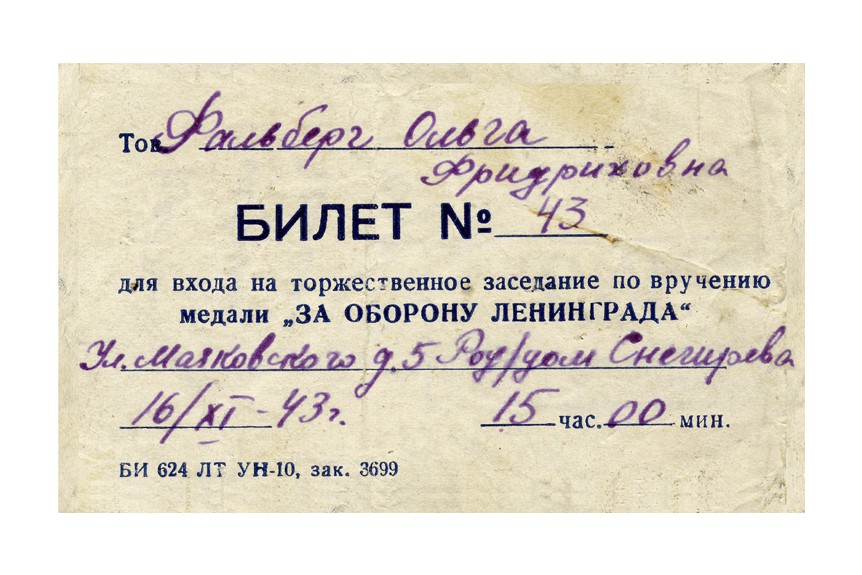 Тов. Фальберг Ольга
Фридриховна
БИЛЕТ № 43
для входа на торжественное заседание по вручению
медали „ЗА ОБОРОНУ ЛЕНИНГРАДА“
Ул. Маяковского д. 5 Род/дом Снегирева
16/XI-43г. 15 час. 00 мин.
БИ 624 ЛТ УН-10, зак. 3699